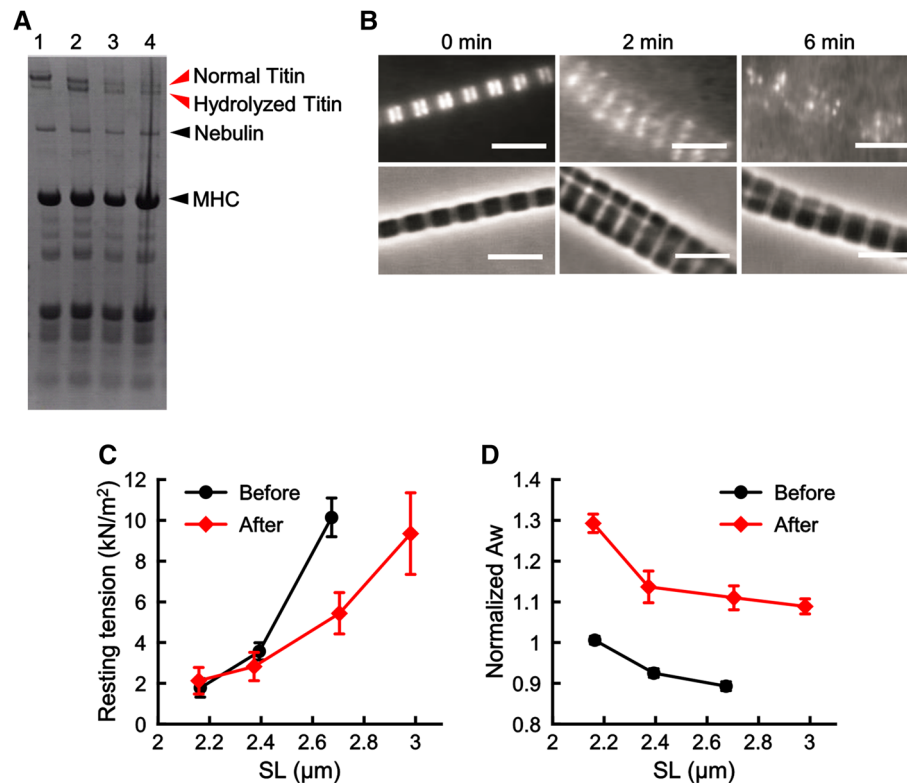 A
1 2 3 4
Normal Titin
Hydrolyzed Titin
Nebulin
MHC
B
0 min 2 min 6 min
C
Before
After
Resting tension (kN/m²)
12
10
8
6
4
2
0
2 2.2 2.4 2.6 2.8 3
SL (µm)
D
Before
After
Normalized Aw
1.4
1.3
1.2
1.1
1
0.9
0.8
2 2.2 2.4 2.6 2.8 3
SL (µm)